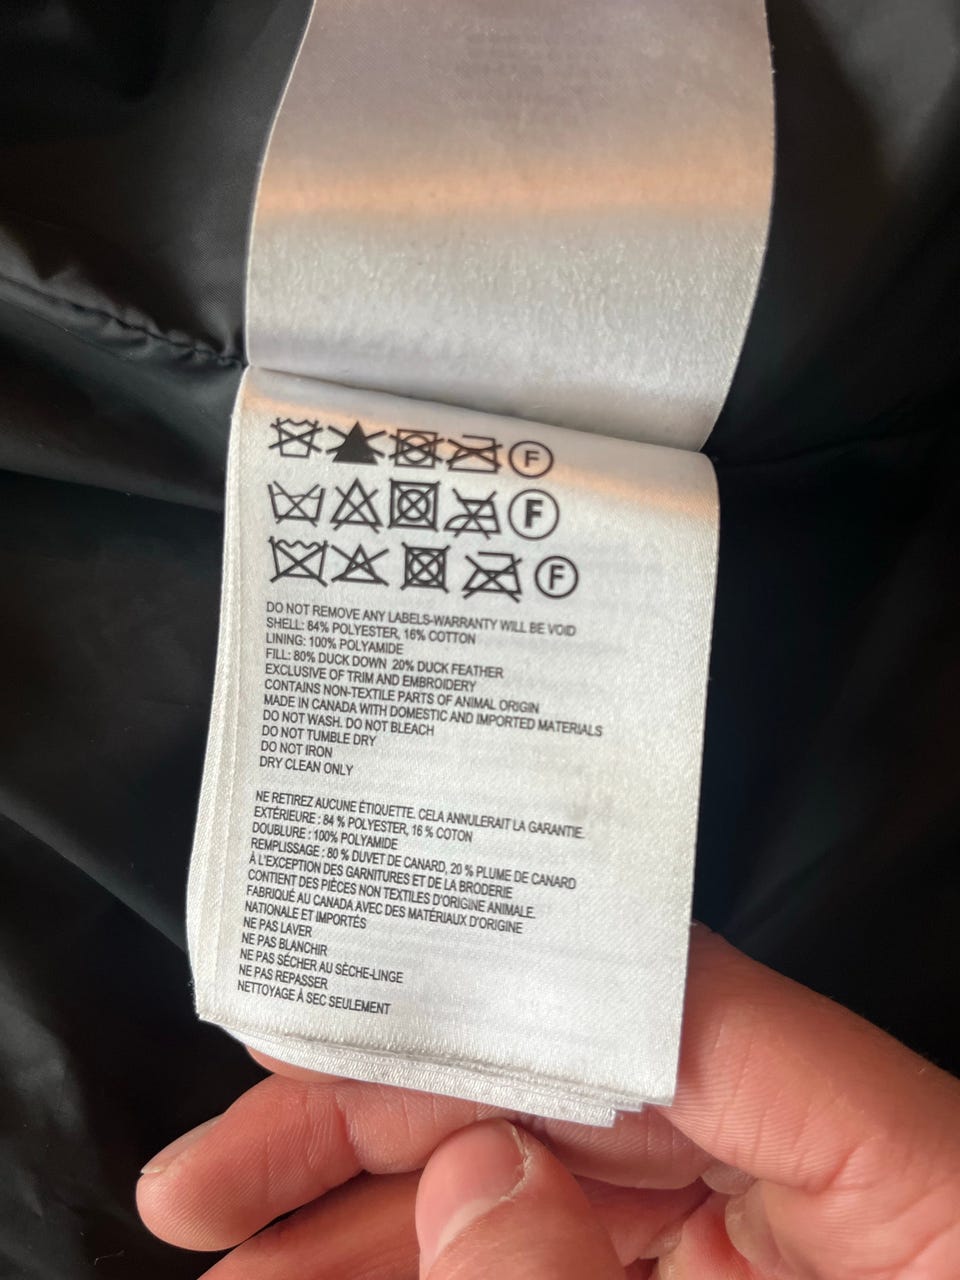 F
F
F
DO NOT REMOVE ANY LABELS-WARRANTY WILL BE VOID
SHELL: 84% POLYESTER, 16% COTTON
LINING: 100% POLYAMIDE
FILL: 80% DUCK DOWN 20% DUCK FEATHER
EXCLUSIVE OF TRIM AND EMBROIDERY
CONTAINS NON-TEXTILE PARTS OF ANIMAL ORIGIN
MADE IN CANADA WITH DOMESTIC AND IMPORTED MATERIALS
DO NOT WASH. DO NOT BLEACH
DO NOT TUMBLE DRY
DO NOT IRON
DRY CLEAN ONLY
NE RETIREZ AUCUNE ÉTIQUETTE. CELA ANNULERAIT LA GARANTIE.
EXTÉRIEURE : 84 % POLYESTER, 16 % COTON
DOUBLURE : 100% POLYAMIDE
REMPLISSAGE : 80 % DUVET DE CANARD, 20 % PLUME DE CANARD
À L'EXCEPTION DES GARNITURES ET DE LA BRODERIE
CONTIENT DES PIÈCES NON TEXTILES D'ORIGINE ANIMALE.
FABRIQUÉ AU CANADA AVEC DES MATÉRIAUX D'ORIGINE
NATIONALE ET IMPORTÉS
NE PAS LAVER
NE PAS BLANCHIR
NE PAS SÉCHER AU SÈCHE-LINGE
NE PAS REPASSER
NETTOYAGE À SEC SEULEMENT